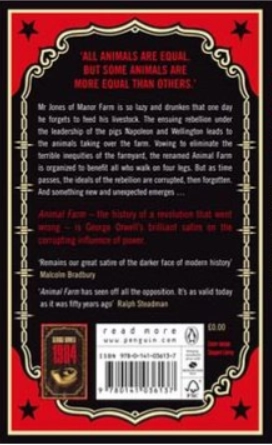 'ALL ANIMALS ARE EQUAL.
BUT SOME ANIMALS ARE
MORE EQUAL THAN OTHERS.'
Mr Jones of Manor Farm is so lazy and drunken that one day
he forgets to feed his livestock. The ensuing rebellion under
the leadership of the pigs Napoleon and Wellington leads to
the animals taking over the farm. Vowing to eliminate the
terrible inequities of the farmyard, the renamed Animal Farm
is organized to benefit all who walk on four legs. But as time
passes, the ideals of the rebellion are corrupted, then forgotten.
And something new and unexpected emerges ...
Animal Farm – the history of a revolution that went
wrong – is George Orwell's brilliant satire on the
corrupting influence of power.
'Remains our great satire of the darker face of modern history'
Malcolm Bradbury
'Animal Farm has seen off all the opposition. It's as valid today
as it was fifty years ago' Ralph Steadman
GEORGE ORWELL
1984
read more
www.penguin.com
ISBN 978-0-141-03613-7
9 780141 036137
FSC
£0.00